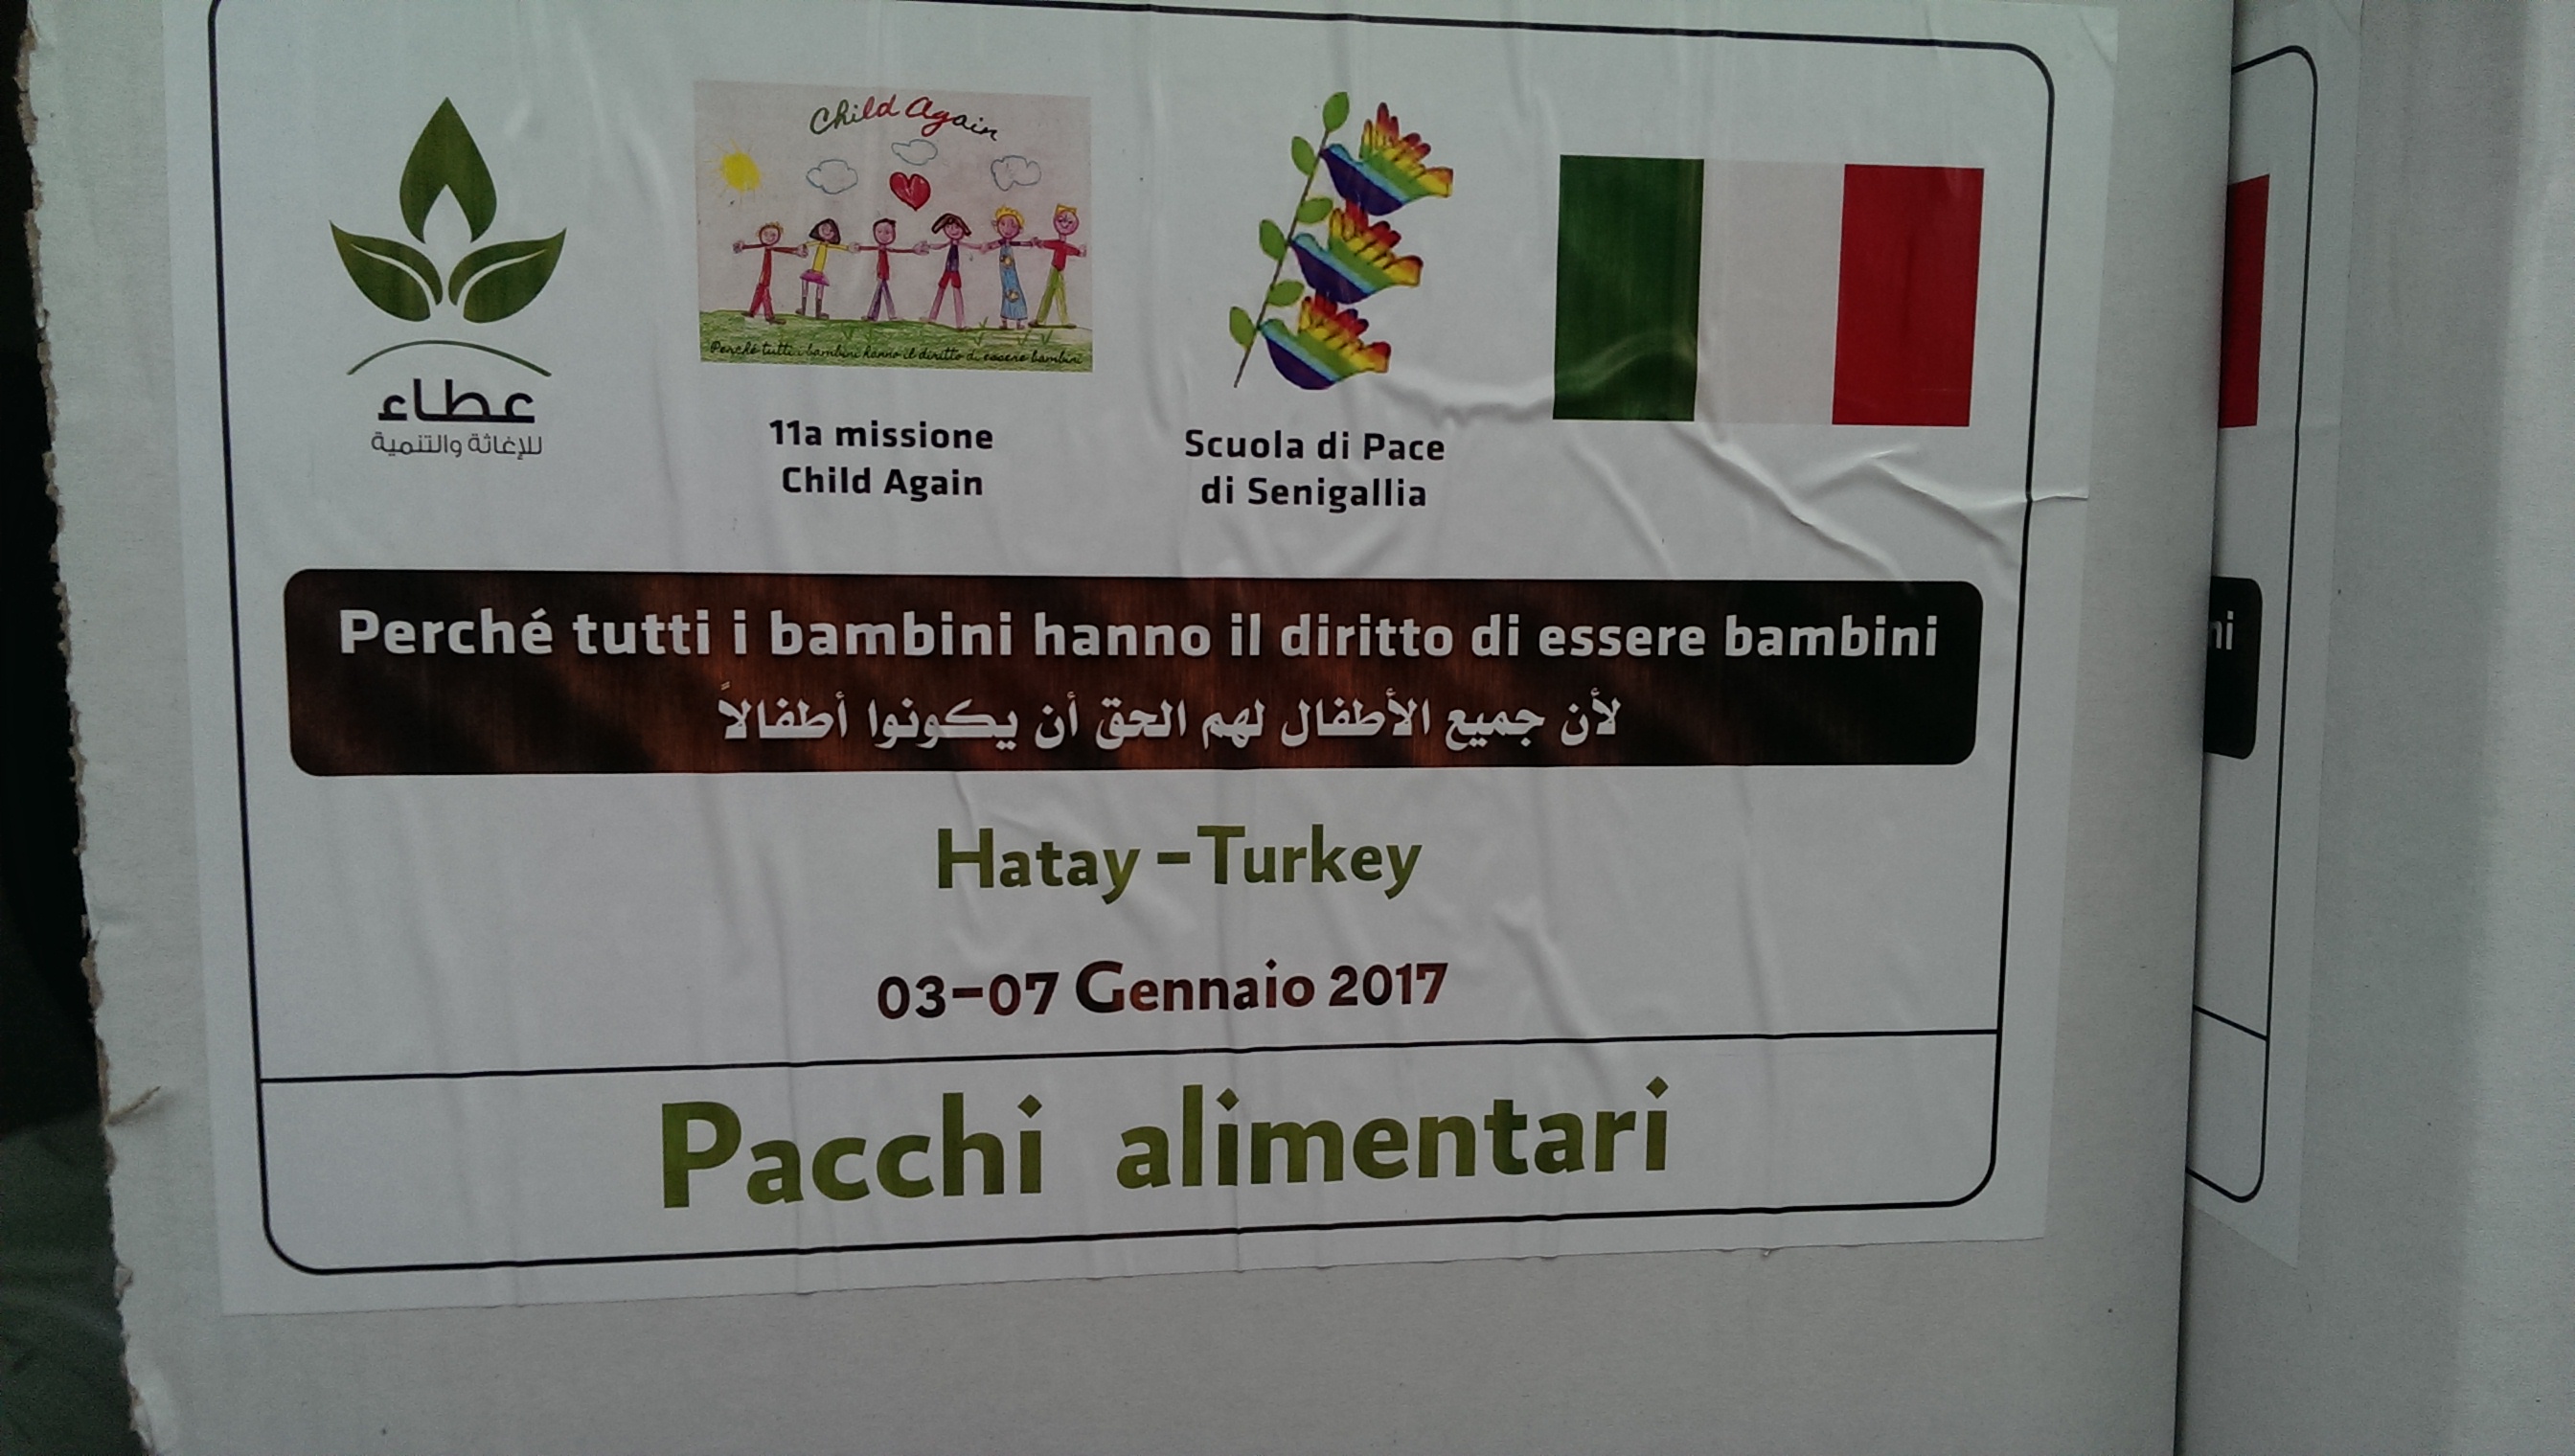 Child Again
Perché tutti i bambini hanno il diritto di essere bambini
عطاء
للإغاثة والتنمية
11a missione
Child Again
Scuola di Pace
di Senigallia
Perché tutti i bambini hanno il diritto di essere bambini
لأن جميع الأطفال لهم الحق أن يكونوا أطفالاً
Hatay -Turkey
03-07 Gennaio 2017
Pacchi alimentari
ni